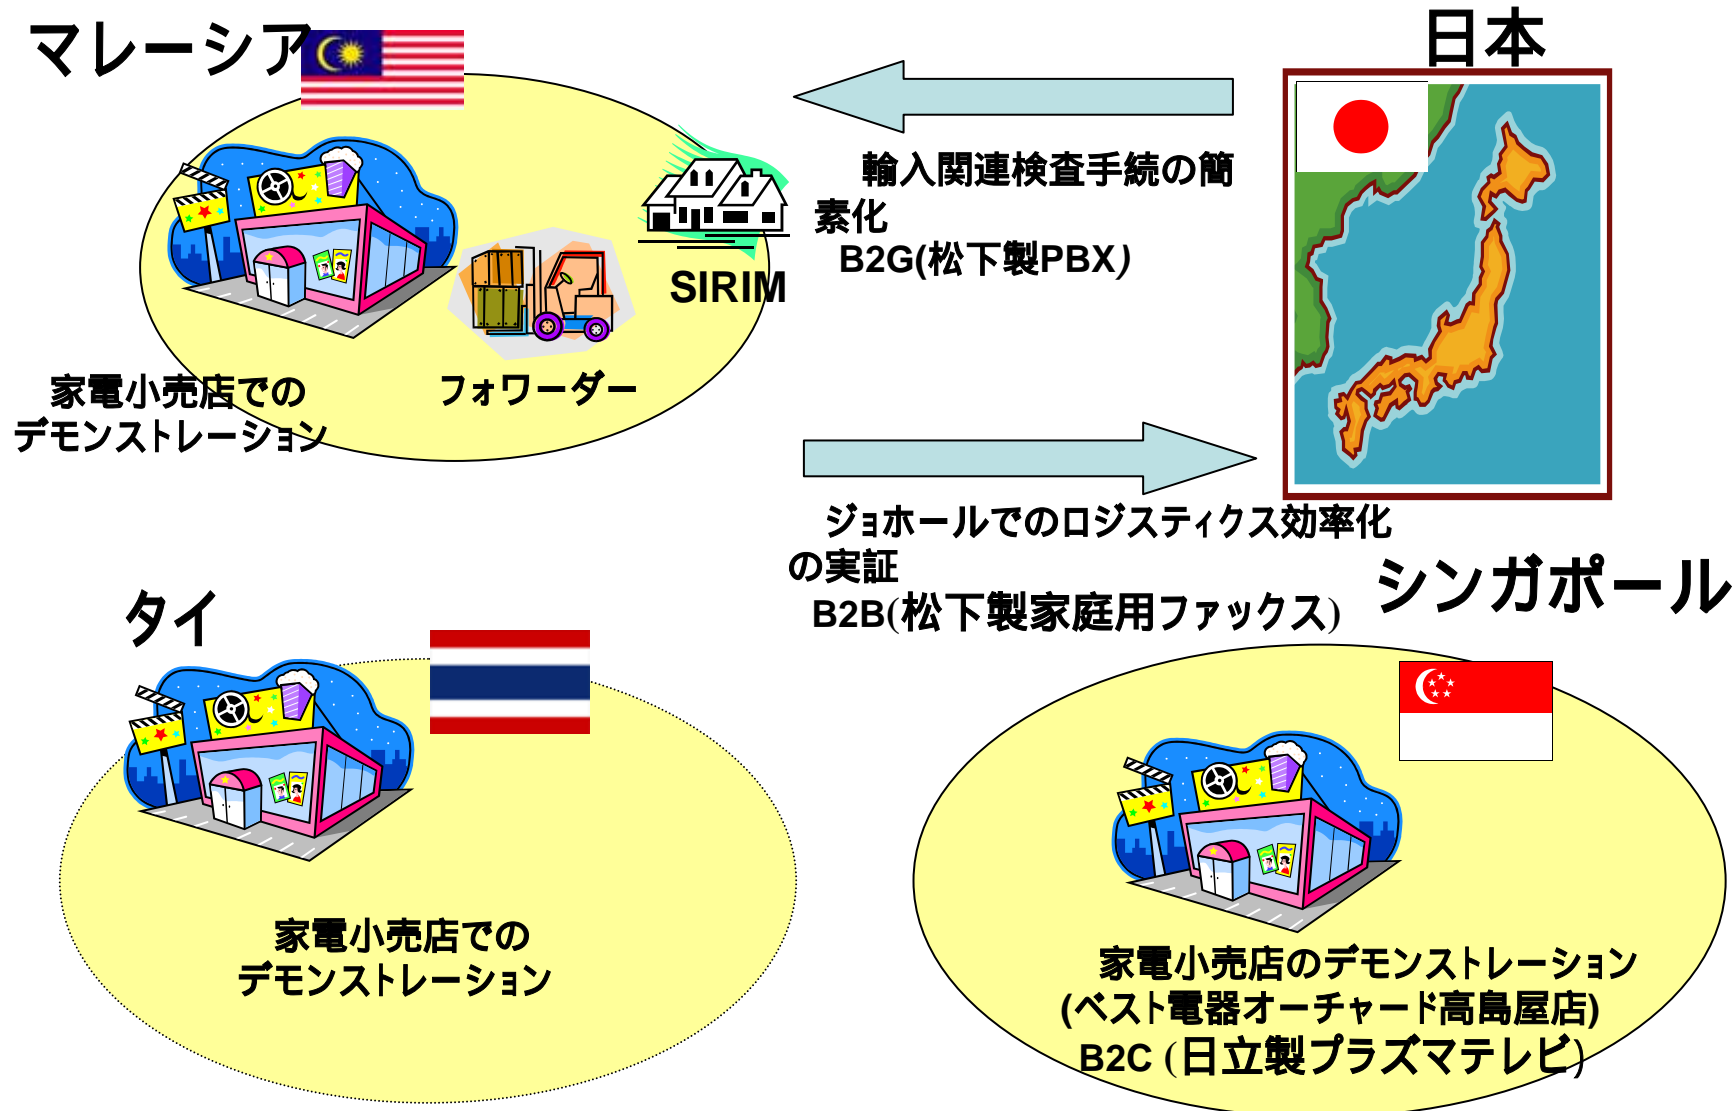 マレーシア
日本
輸入関連検査手続の簡
素化
B2G(松下製PBX)
SIRIM
家電小売店での
デモンストレーション
フォワーダー
ジョホールでのロジスティクス効率化
の実証
B2B(松下製家庭用ファックス)
タイ
シンガポール
家電小売店での
デモンストレーション
家電小売店のデモンストレーション
(ベスト電器オーチャード高島屋店)
B2C (日立製プラズマテレビ)